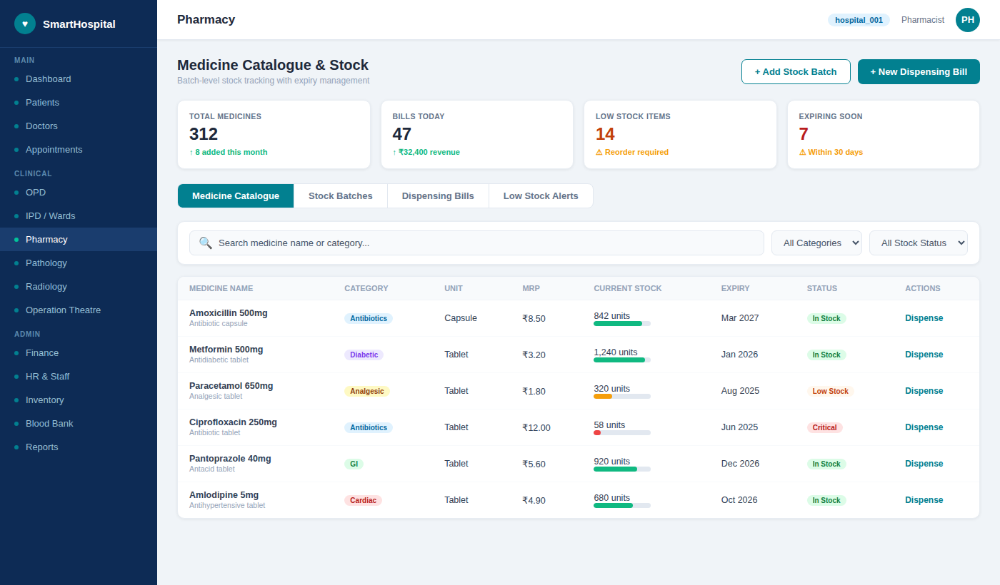 ♥ SmartHospital
MAIN
Dashboard
Patients
Doctors
Appointments
CLINICAL
OPD
IPD / Wards
Pharmacy
Pathology
Radiology
Operation Theatre
ADMIN
Finance
HR & Staff
Inventory
Blood Bank
Reports
Pharmacy
hospital_001 Pharmacist PH
Medicine Catalogue & Stock
Batch-level stock tracking with expiry management
+ Add Stock Batch + New Dispensing Bill
TOTAL MEDICINES
312
↑ 8 added this month
BILLS TODAY
47
↑ ₹32,400 revenue
LOW STOCK ITEMS
14
⚠ Reorder required
EXPIRING SOON
7
⚠ Within 30 days
Medicine Catalogue Stock Batches Dispensing Bills Low Stock Alerts
🔍 Search medicine name or category... All Categories All Stock Status
MEDICINE NAME CATEGORY UNIT MRP CURRENT STOCK EXPIRY STATUS ACTIONS
Amoxicillin 500mg Antibiotics Capsule ₹8.50 842 units Mar 2027 In Stock Dispense
Antibiotic capsule
Metformin 500mg Diabetic Tablet ₹3.20 1,240 units Jan 2026 In Stock Dispense
Antidiabetic tablet
Paracetamol 650mg Analgesic Tablet ₹1.80 320 units Aug 2025 Low Stock Dispense
Analgesic tablet
Ciprofloxacin 250mg Antibiotics Tablet ₹12.00 58 units Jun 2025 Critical Dispense
Antibiotic tablet
Pantoprazole 40mg GI Tablet ₹5.60 920 units Dec 2026 In Stock Dispense
Antacid tablet
Amlodipine 5mg Cardiac Tablet ₹4.90 680 units Oct 2026 In Stock Dispense
Antihypertensive tablet